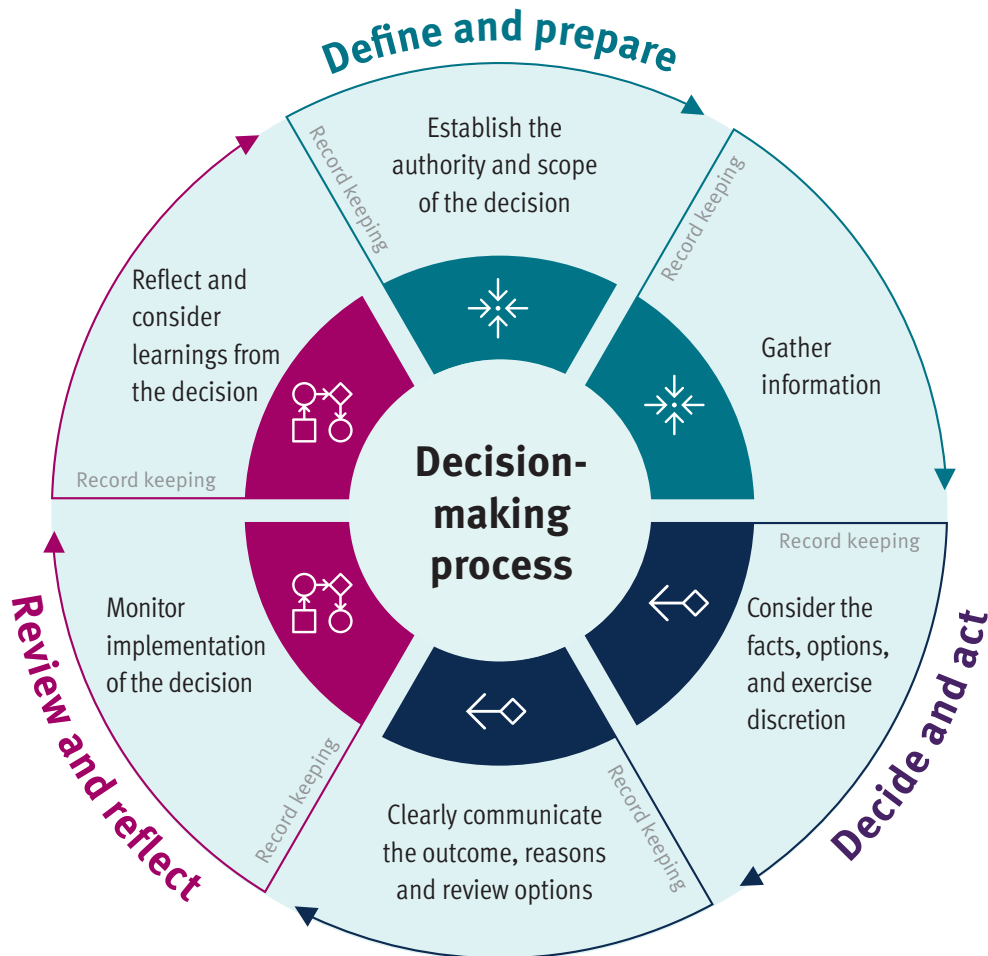 Define and prepare
Record keeping
Establish the
authority and scope
of the decision
Record keeping
Gather
information
Record keeping
Consider the
facts, options,
and exercise
discretion
Decide and act
Record keeping
Clearly communicate
the outcome, reasons
and review options
Record keeping
Monitor
implementation
of the decision
Review and reflect
Record keeping
Reflect and
consider
learnings from
the decision
Decision-
making
process